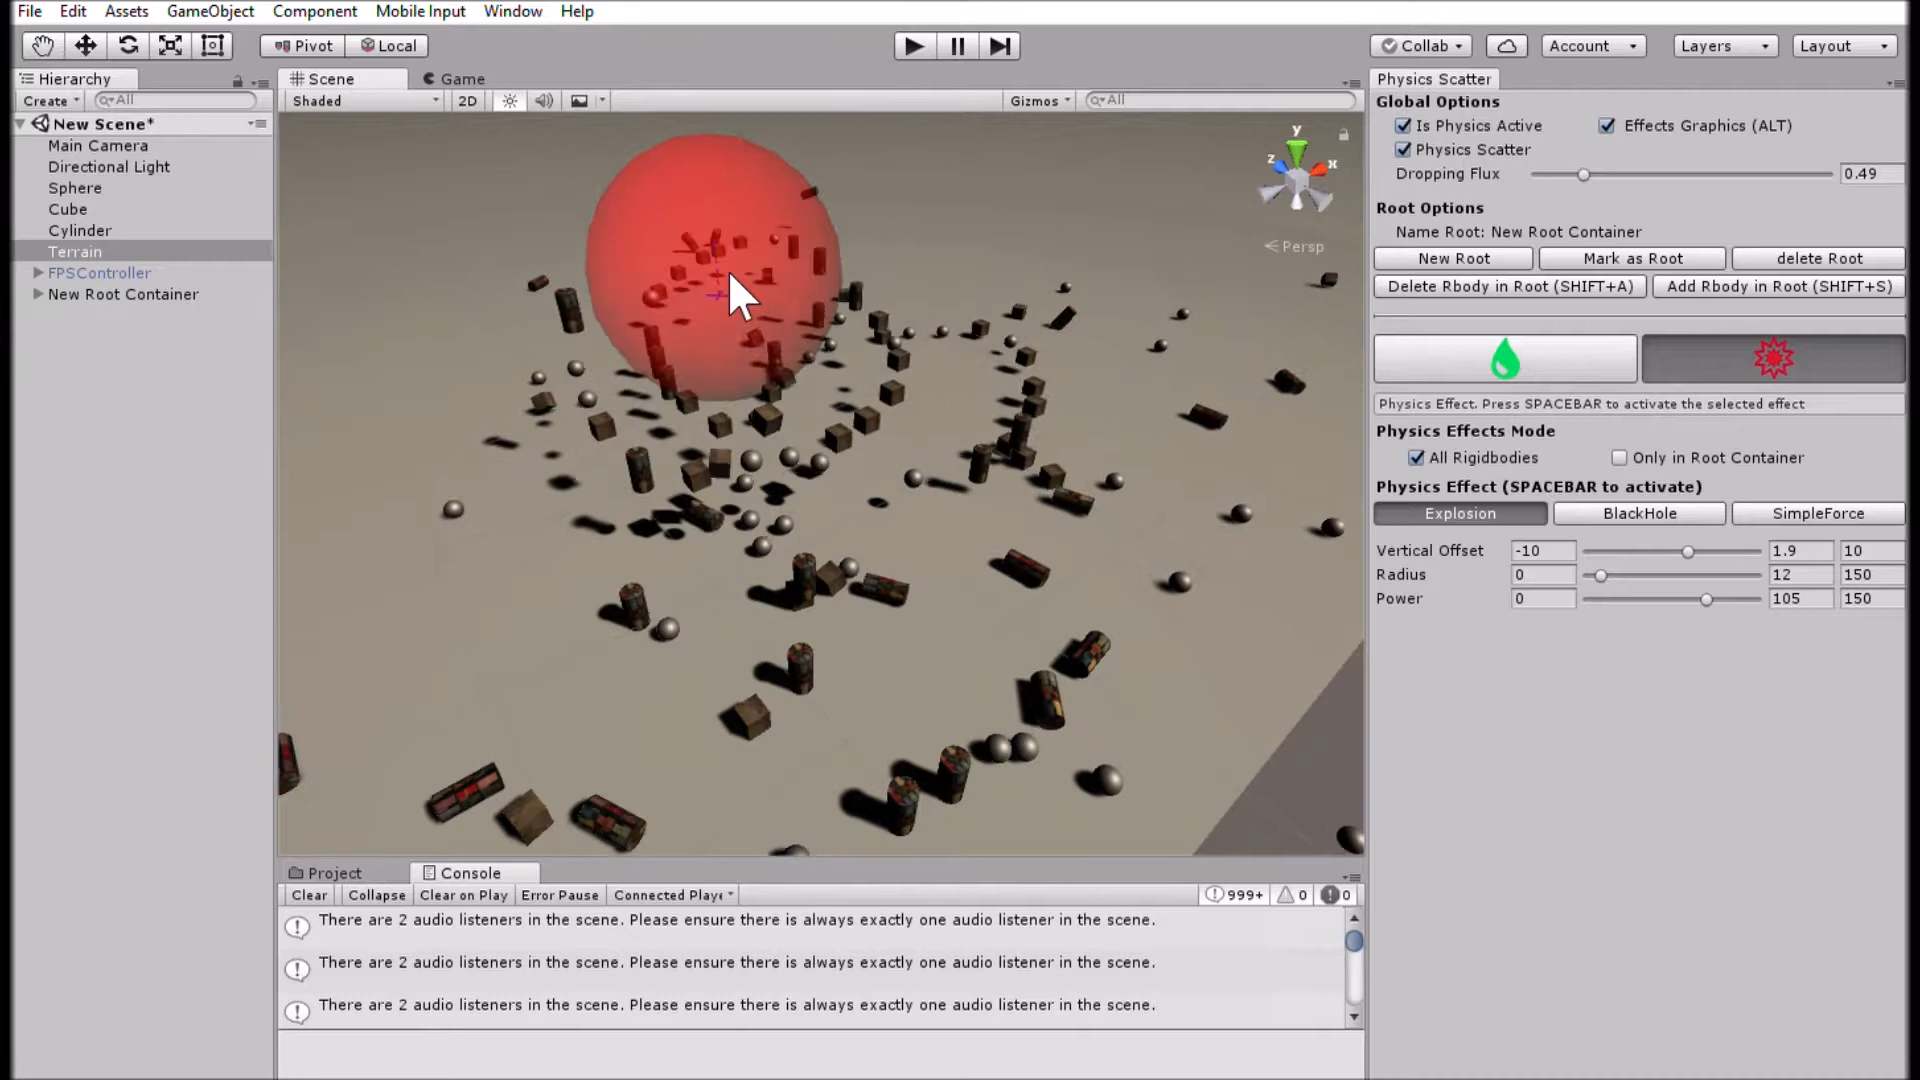 File Edit Assets GameObject Component Mobile Input Window Help
Pivot Local Collab Account Layers Layout
Hierarchy
Create All
New Scene*
Main Camera
Directional Light
Sphere
Cube
Cylinder
Terrain
FPSController
New Root Container
Scene Game
Shaded 2D Gizmos All
y
z x
Persp
Project Console
Clear Collapse Clear on Play Error Pause Connected Playe 999+ 0 0
There are 2 audio listeners in the scene. Please ensure there is always exactly one audio listener in the scene.
There are 2 audio listeners in the scene. Please ensure there is always exactly one audio listener in the scene.
There are 2 audio listeners in the scene. Please ensure there is always exactly one audio listener in the scene.
Physics Scatter
Global Options
Is Physics Active Effects Graphics (ALT)
Physics Scatter
Dropping Flux 0.49
Root Options
Name Root: New Root Container
New Root Mark as Root delete Root
Delete Rbody in Root (SHIFT+A) Add Rbody in Root (SHIFT+S)
Physics Effect. Press SPACEBAR to activate the selected effect
Physics Effects Mode
All Rigidbodies Only in Root Container
Physics Effect (SPACEBAR to activate)
Explosion BlackHole SimpleForce
Vertical Offset -10 1.9 10
Radius 0 12 150
Power 0 105 150